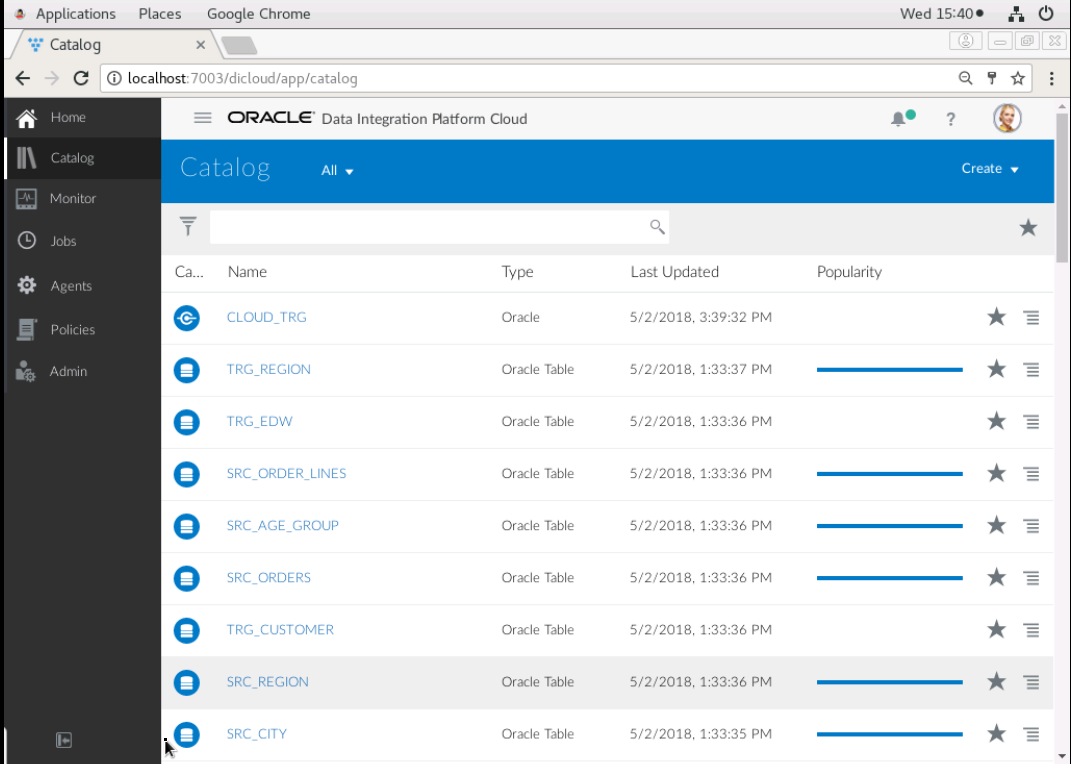 Applications Places Google Chrome Wed 15:40
Catalog
localhost:7003/dicloud/app/catalog
Home
ORACLE® Data Integration Platform Cloud ?
Catalog
Catalog All Create
Monitor
Jobs
Agents
Policies
Admin
Ca... Name Type Last Updated Popularity
CLOUD_TRG Oracle 5/2/2018, 3:39:32 PM
TRG_REGION Oracle Table 5/2/2018, 1:33:37 PM
TRG_EDW Oracle Table 5/2/2018, 1:33:36 PM
SRC_ORDER_LINES Oracle Table 5/2/2018, 1:33:36 PM
SRC_AGE_GROUP Oracle Table 5/2/2018, 1:33:36 PM
SRC_ORDERS Oracle Table 5/2/2018, 1:33:36 PM
TRG_CUSTOMER Oracle Table 5/2/2018, 1:33:36 PM
SRC_REGION Oracle Table 5/2/2018, 1:33:36 PM
SRC_CITY Oracle Table 5/2/2018, 1:33:35 PM